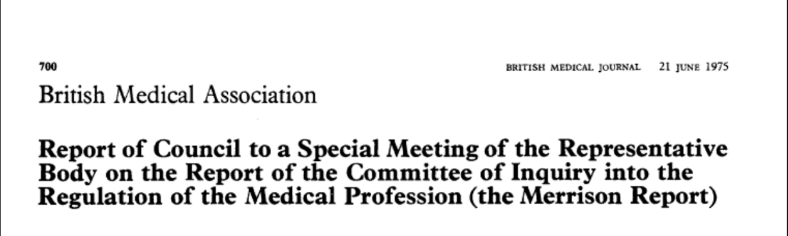 700
BRITISH MEDICAL JOURNAL 21 JUNE 1975
British Medical Association
Report of Council to a Special Meeting of the Representative
Body on the Report of the Committee of Inquiry into the
Regulation of the Medical Profession (the Merrison Report)